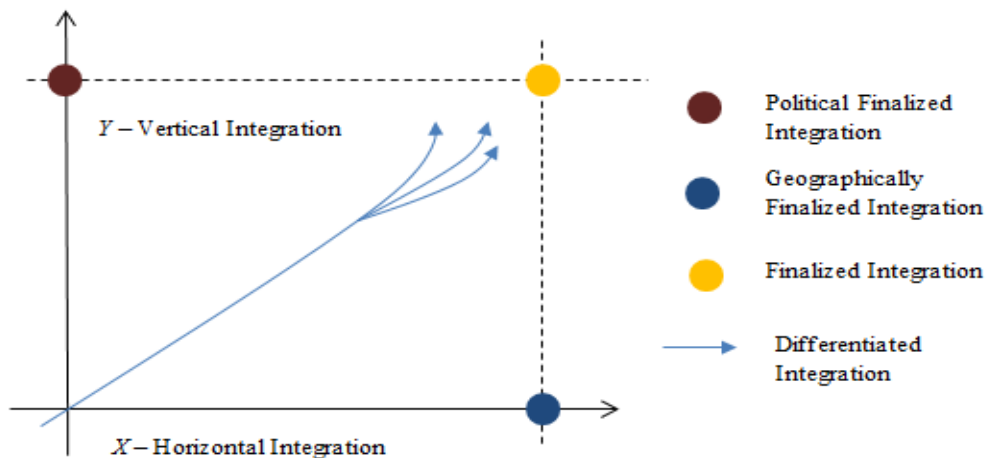 Y – Vertical Integration
X – Horizontal Integration
Political Finalized
Integration
Geographically
Finalized Integration
Finalized Integration
Differentiated
Integration